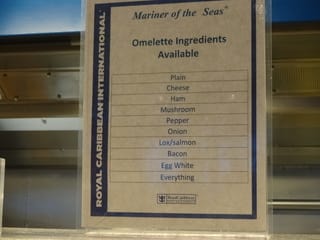 Mariner of the Seas®
Omelette Ingredients
Available
Plain
Cheese
Ham
Mushroom
Pepper
Onion
Lox/salmon
Bacon
Egg White
Everything
ROYAL CARIBBEAN INTERNATIONAL
RoyalCaribbean